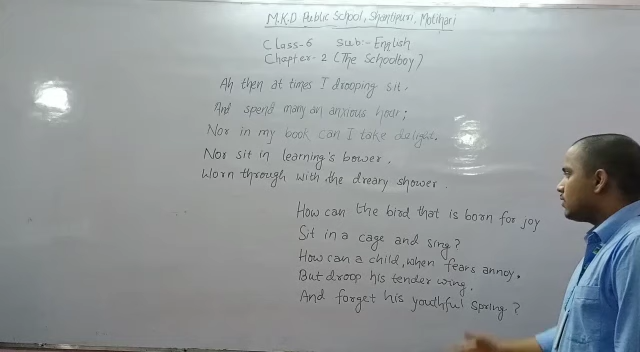 M.K.D Public School, Shantipuri, Motihari
Class-6 Sub:- English
Chapter-2 (The Schoolboy)
Ah then at times I drooping sit.
And spend many an anxious hour;
Nor in my book can I take delight.
Nor sit in learning's bower.
Worn through with the dreary shower.
How can the bird that is born for joy
Sit in a cage and sing?
How can a child, when fears annoy.
But droop his tender wing.
And forget his youthful spring?